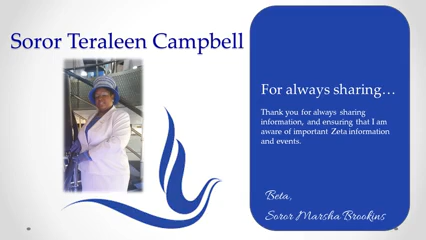 Soror Teraleen Campbell
For always sharing…
Thank you for always sharing
information, and ensuring that I am
aware of important Zeta information
and events.
Beta,
Soror Marsha Brookins